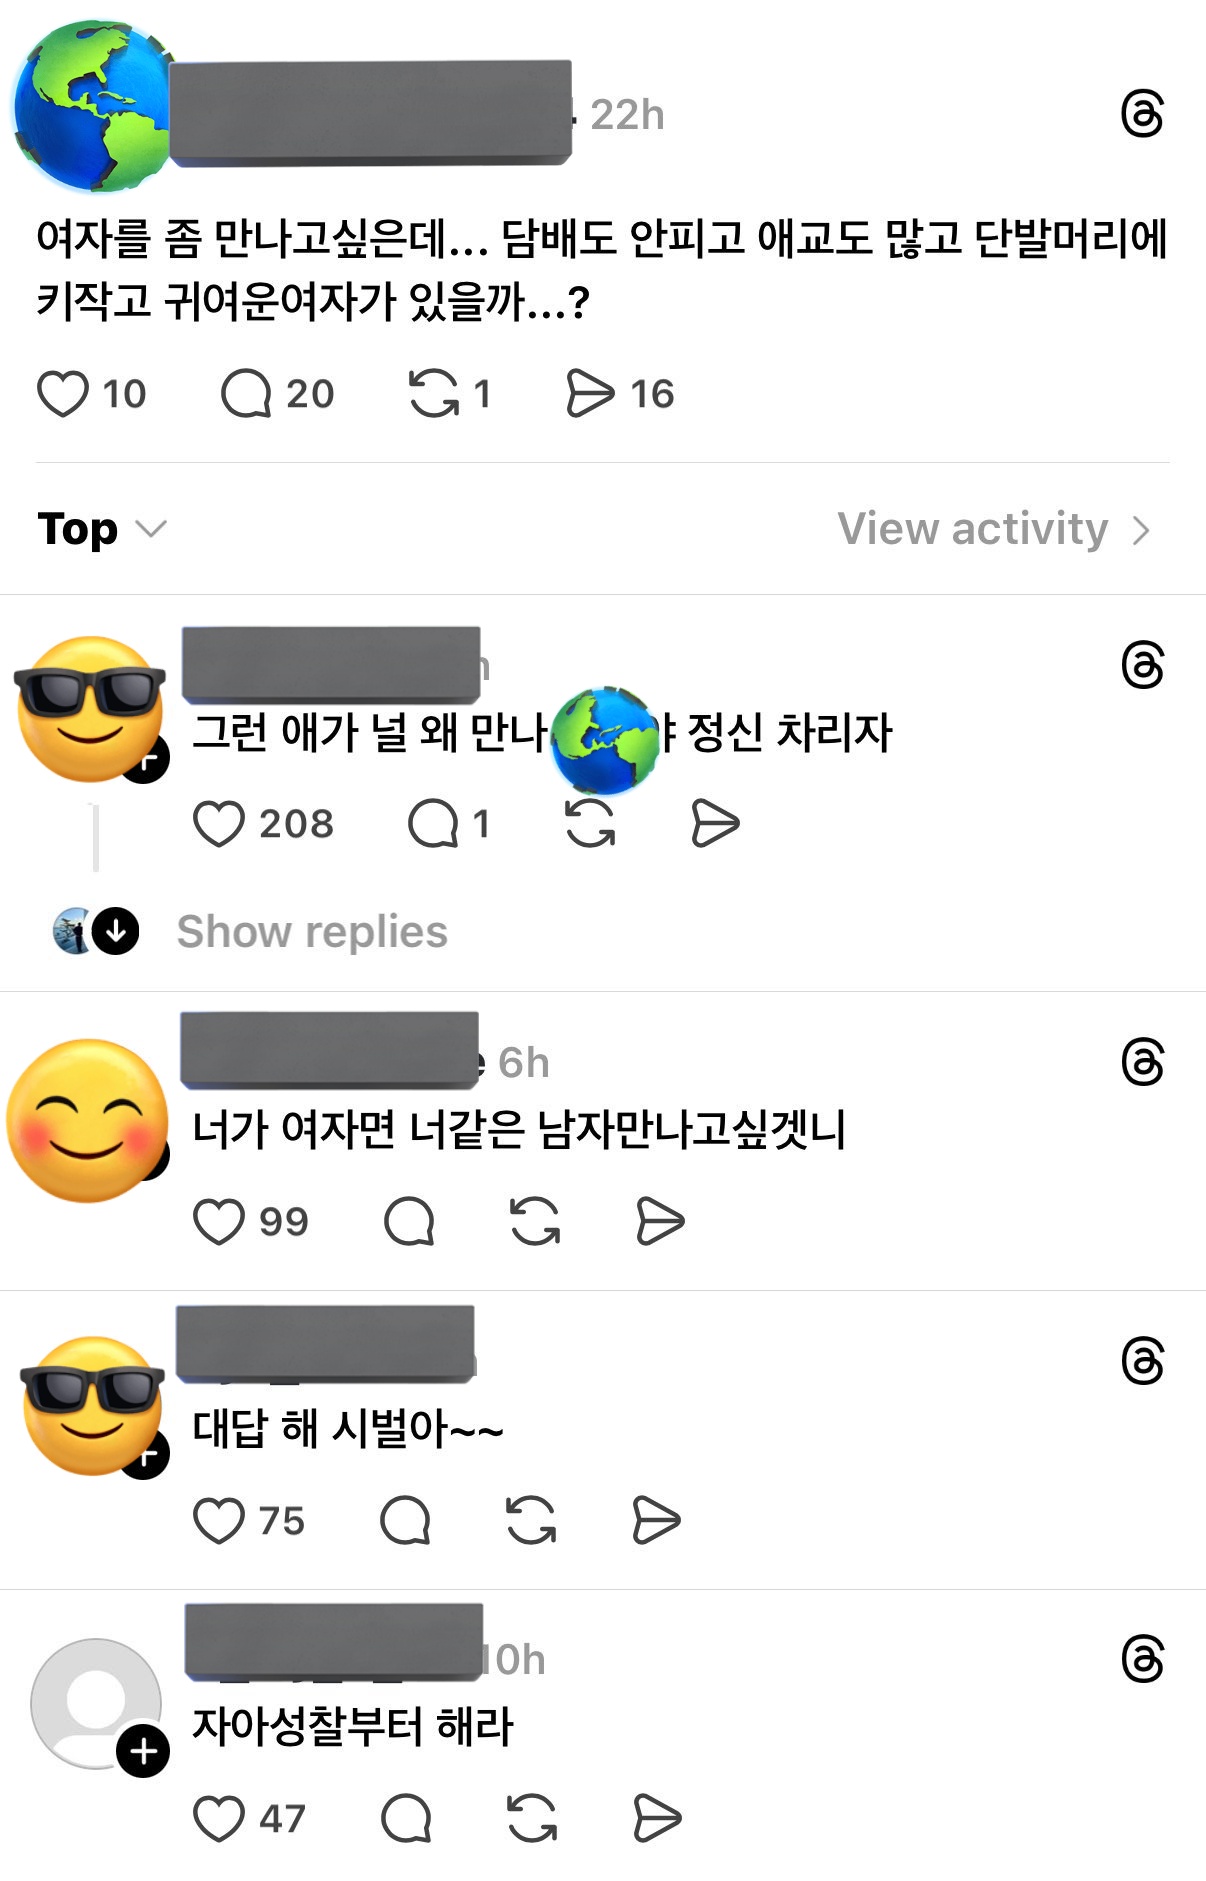 22h
여자를 좀 만나고싶은데... 담배도 안피고 애교도 많고 단발머리에
키작고 귀여운여자가 있을까...?
10 20 1 16
Top View activity
그런 애가 널 왜 만나 정신 차리자
208 1
Show replies
6h
너가 여자면 너같은 남자만나고싶겟니
99
대답 해 시벌아~~
75
10h
자아성찰부터 해라
47